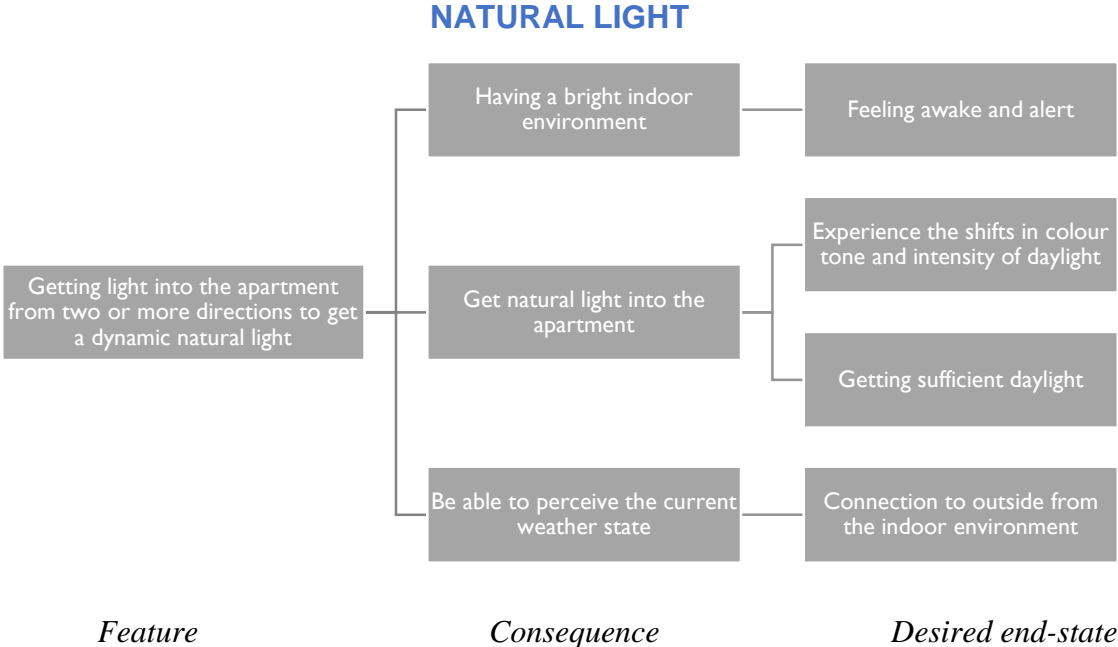 NATURAL LIGHT
Having a bright indoor
environment
Feeling awake and alert
Experience the shifts in colour
tone and intensity of daylight
Getting light into the apartment
from two or more directions to get
a dynamic natural light
Get natural light into the
apartment
Getting sufficient daylight
Be able to perceive the current
weather state
Connection to outside from
the indoor environment
Feature
Consequence
Desired end-state